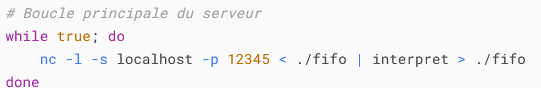 # Boucle principale du serveur
while true; do
    nc -l -s localhost -p 12345 < ./fifo | interpret > ./fifo
done